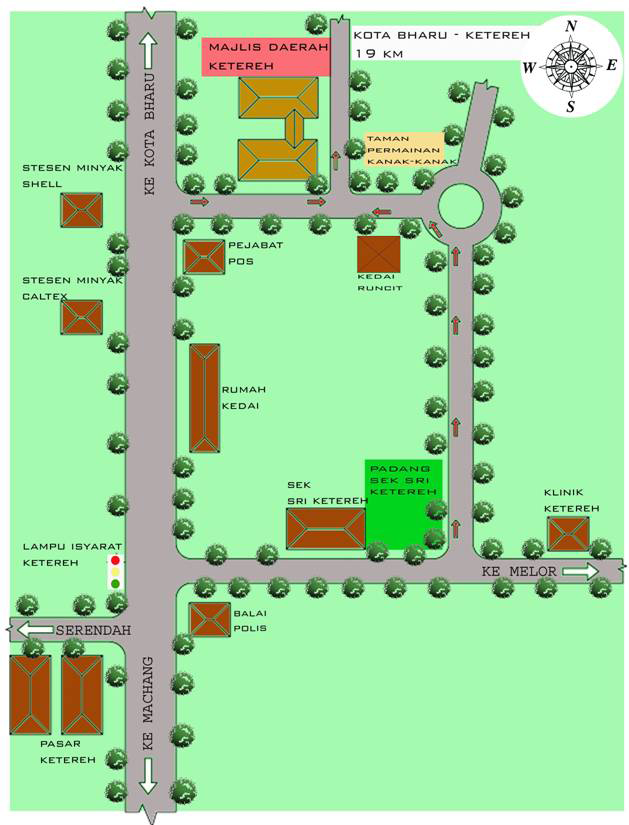 MAJLIS DAERAH
KETEREH
KOTA BHARU - KETEREH
19 KM
N
W E
S
KE KOTA BHARU
TAMAN
PERMAINAN
KANAK-KANAK
STESEN MINYAK
SHELL
PEJABAT
POS
KEDAI
RUNCIT
STESEN MINYAK
CALTEX
RUMAH
KEDAI
PADANG
SEK SRI
KETEREH
SEK
SRI KETEREH
KLINIK
KETEREH
LAMPU ISYARAT
KETEREH
KE MELOR
SERENDAH
BALAI
POLIS
KE MACHANG
PASAR
KETEREH